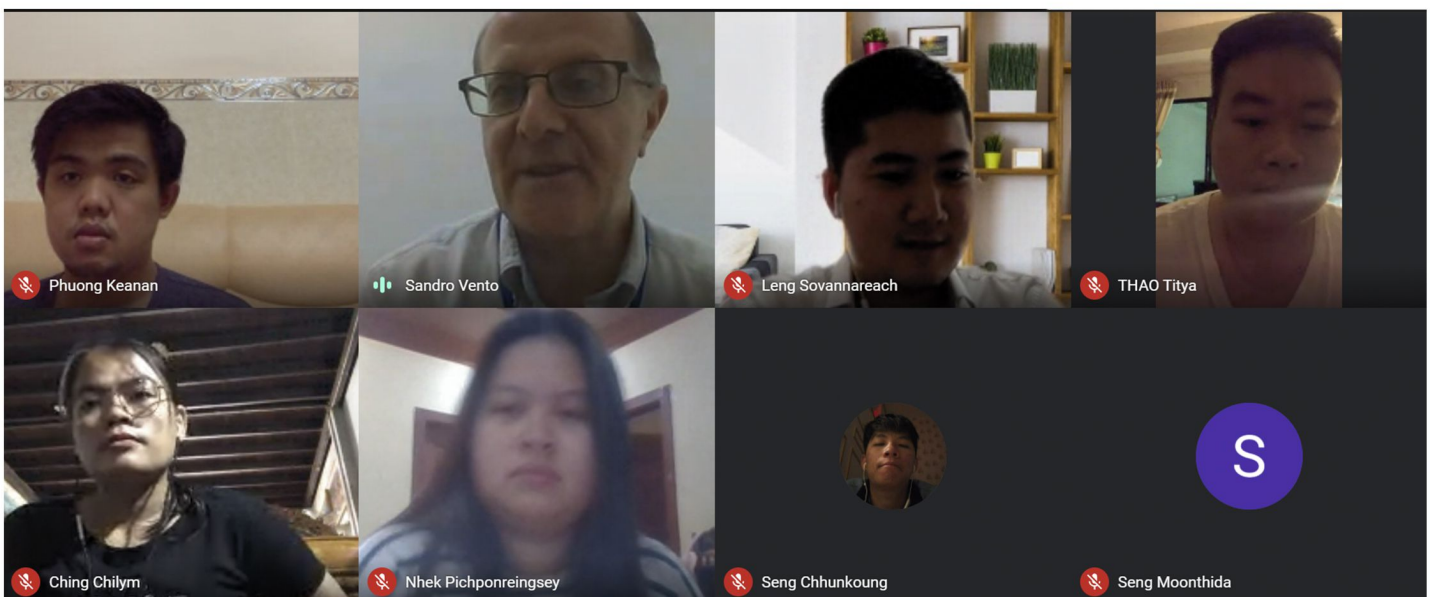 Phuong Keanan
Sandro Vento
Leng Sovannareach
THAO Titya
Ching Chilym
Nhek Pichponreingsey
Seng Chhunkoung
S
Seng Moonthida